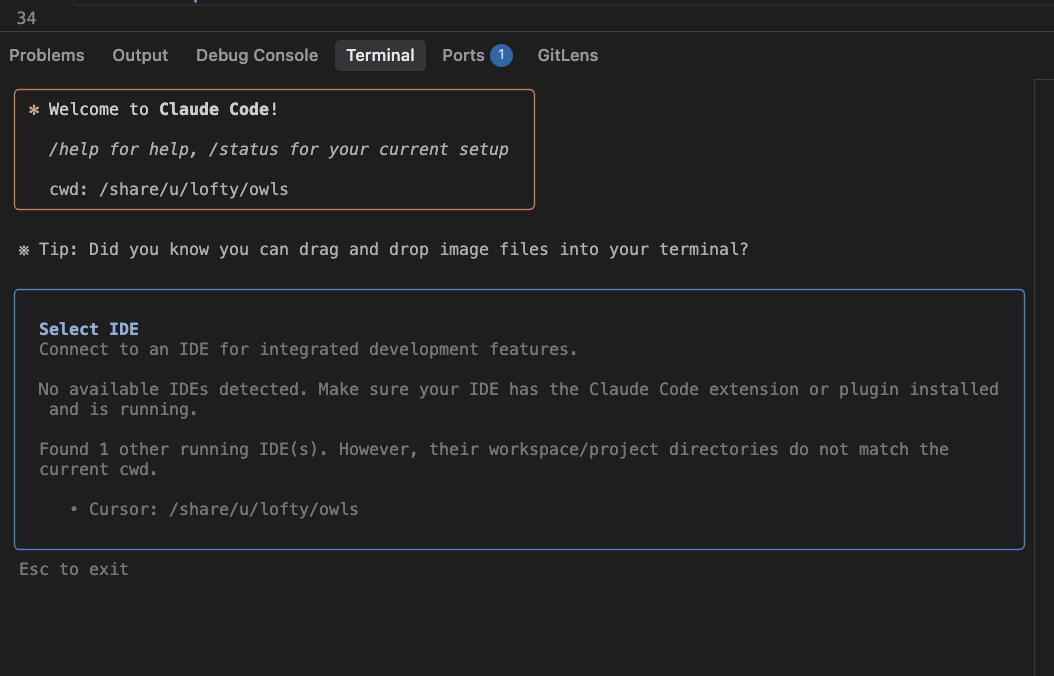 34
Problems Output Debug Console Terminal Ports 1 GitLens
* Welcome to Claude Code!
/help for help, /status for your current setup
cwd: /share/u/lofty/owls
※ Tip: Did you know you can drag and drop image files into your terminal?
Select IDE
Connect to an IDE for integrated development features.
No available IDEs detected. Make sure your IDE has the Claude Code extension or plugin installed
and is running.
Found 1 other running IDE(s). However, their workspace/project directories do not match the
current cwd.
• Cursor: /share/u/lofty/owls
Esc to exit